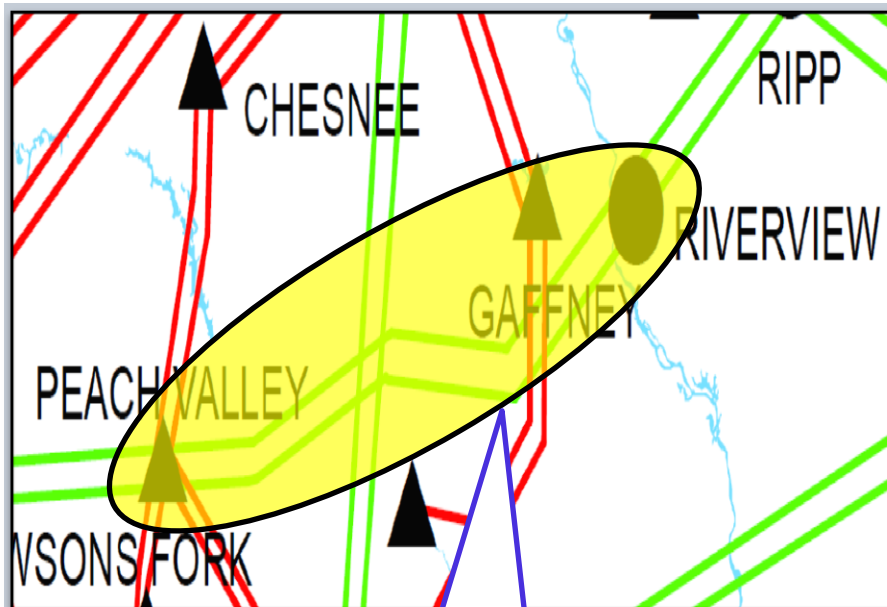 RIPP
CHESNEE
RIVERVIEW
GAFFNEY
PEACH VALLEY
WSONS FORK